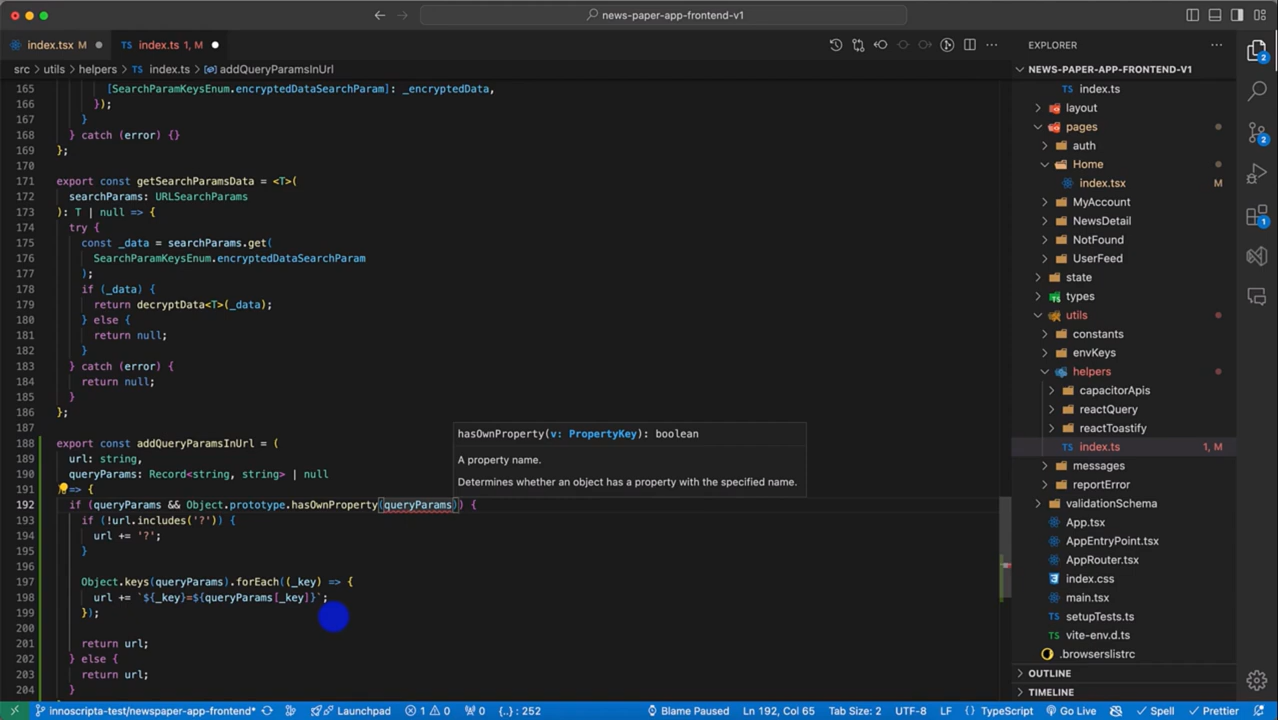 news-paper-app-frontend-v1
index.tsx M
index.ts 1, M
EXPLORER
src > utils > helpers > TS index.ts > addQueryParamsInUrl
165 [SearchParamKeysEnum.encryptedDataSearchParam]: _encryptedData,
166 });
167 }
168 } catch (error) {}
169 };
170
171 export const getSearchParamsData = <T>(
172 searchParams: URLSearchParams
173 ): T | null => {
174 try {
175 const _data = searchParams.get(
176 SearchParamKeysEnum.encryptedDataSearchParam
177 );
178 if (_data) {
179 return decryptData<T>(_data);
180 } else {
181 return null;
182 }
183 } catch (error) {
184 return null;
185 }
186 };
187
188 export const addQueryParamsInUrl = (
189 url: string,
190 queryParams: Record<string, string> | null
191 ) => {
192 if (queryParams && Object.prototype.hasOwnProperty(queryParams)) {
193 if (!url.includes('?')) {
194 url += '?';
195 }
196
197 Object.keys(queryParams).forEach((_key) => {
198 url += `${_key}=${queryParams[_key]}`;
199 });
200
201 return url;
202 } else {
203 return url;
204 }
hasOwnProperty(v: PropertyKey): boolean
A property name.
Determines whether an object has a property with the specified name.
NEWS-PAPER-APP-FRONTEND-V1
TS index.ts
layout
pages
auth
Home
index.tsx M
MyAccount
NewsDetail
NotFound
UserFeed
state
types
utils
constants
envKeys
helpers
capacitorApis
reactQuery
reactToastify
TS index.ts 1, M
messages
reportError
validationSchema
App.tsx
AppEntryPoint.tsx
AppRouter.tsx
index.css
main.tsx
TS setupTests.ts
TS vite-env.d.ts
.browserslistrc
OUTLINE
TIMELINE
2
2
1
innoscripta-test/newspaper-app-frontend* Launchpad 1 0 0 {..} : 252 Blame Paused Ln 192, Col 65 Tab Size: 2 UTF-8 LF {} TypeScript Go Live Spell Prettier